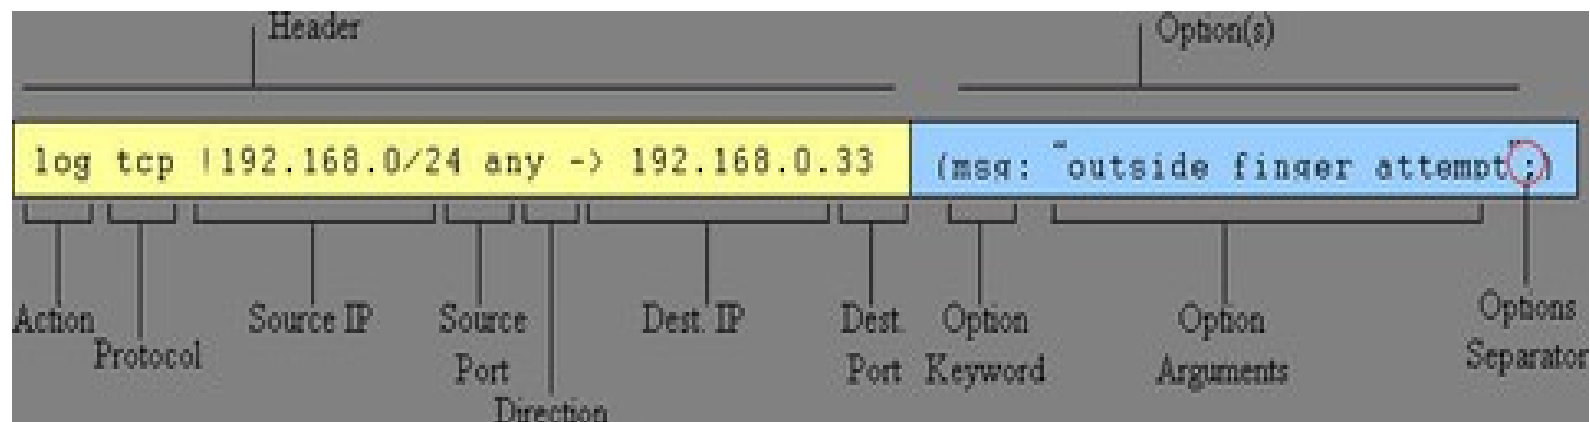 Header Option(s)
log tcp !192.168.0/24 any -> 192.168.0.33 (msg: "outside finger attempt";)
Action Source IP Source Dest. IP Dest. Option Option Options
Protocol Port Port Keyword Arguments Separator
Direction